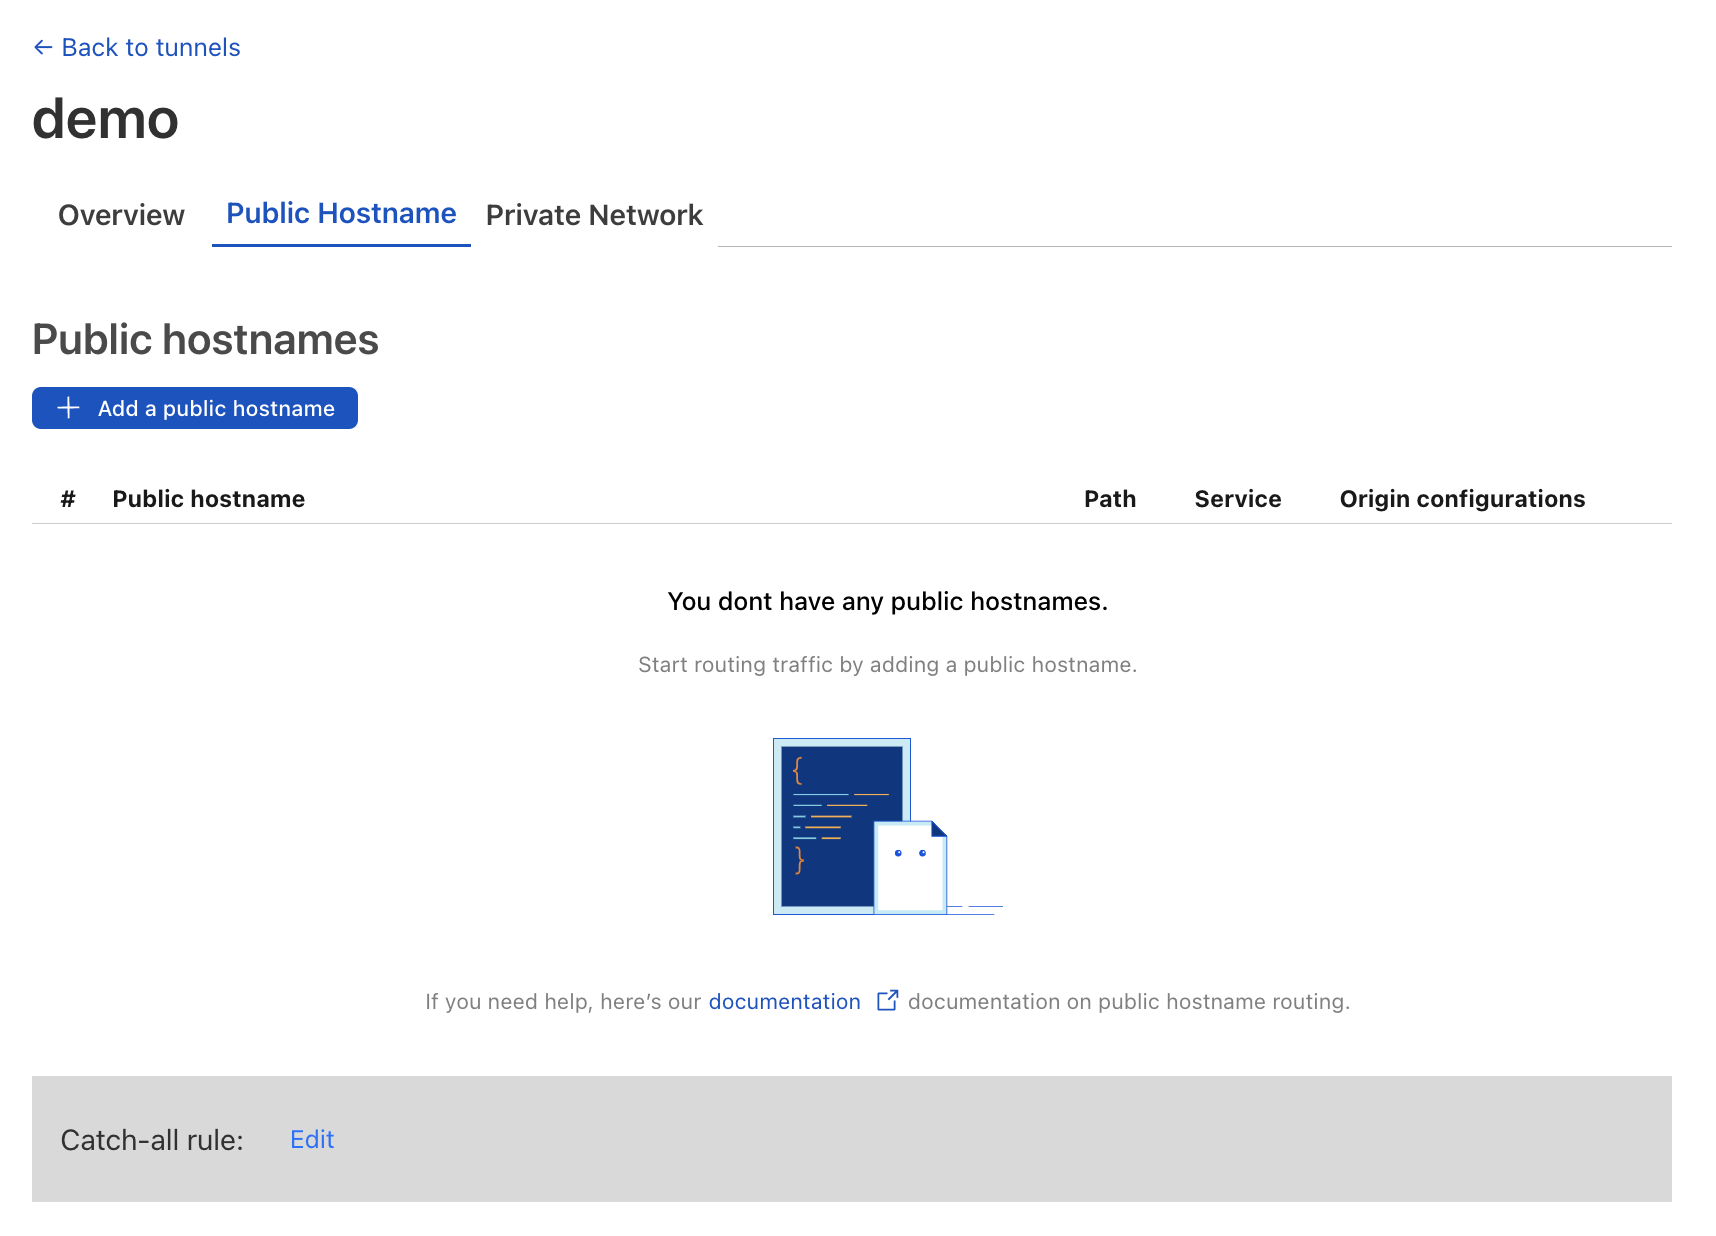 ← Back to tunnels
demo
Overview Public Hostname Private Network
Public hostnames
+ Add a public hostname
# Public hostname Path Service Origin configurations
You dont have any public hostnames.
Start routing traffic by adding a public hostname.
{
}
If you need help, here’s our documentation documentation on public hostname routing.
Catch-all rule: Edit